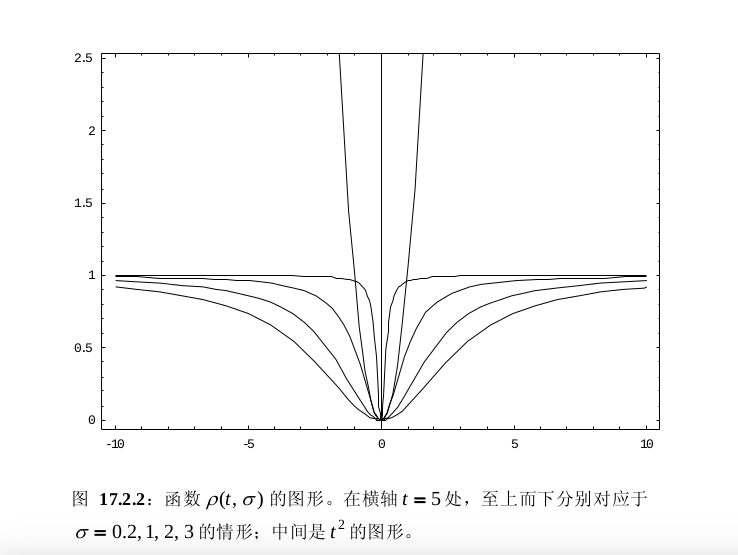 2.5
2
1.5
1
0.5
0
-10 -5 0 5 10
图 17.2.2：函数 ρ(t, σ) 的图形。在横轴 t = 5 处，至上而下分别对应于
σ = 0.2, 1, 2, 3 的情形；中间是 t² 的图形。